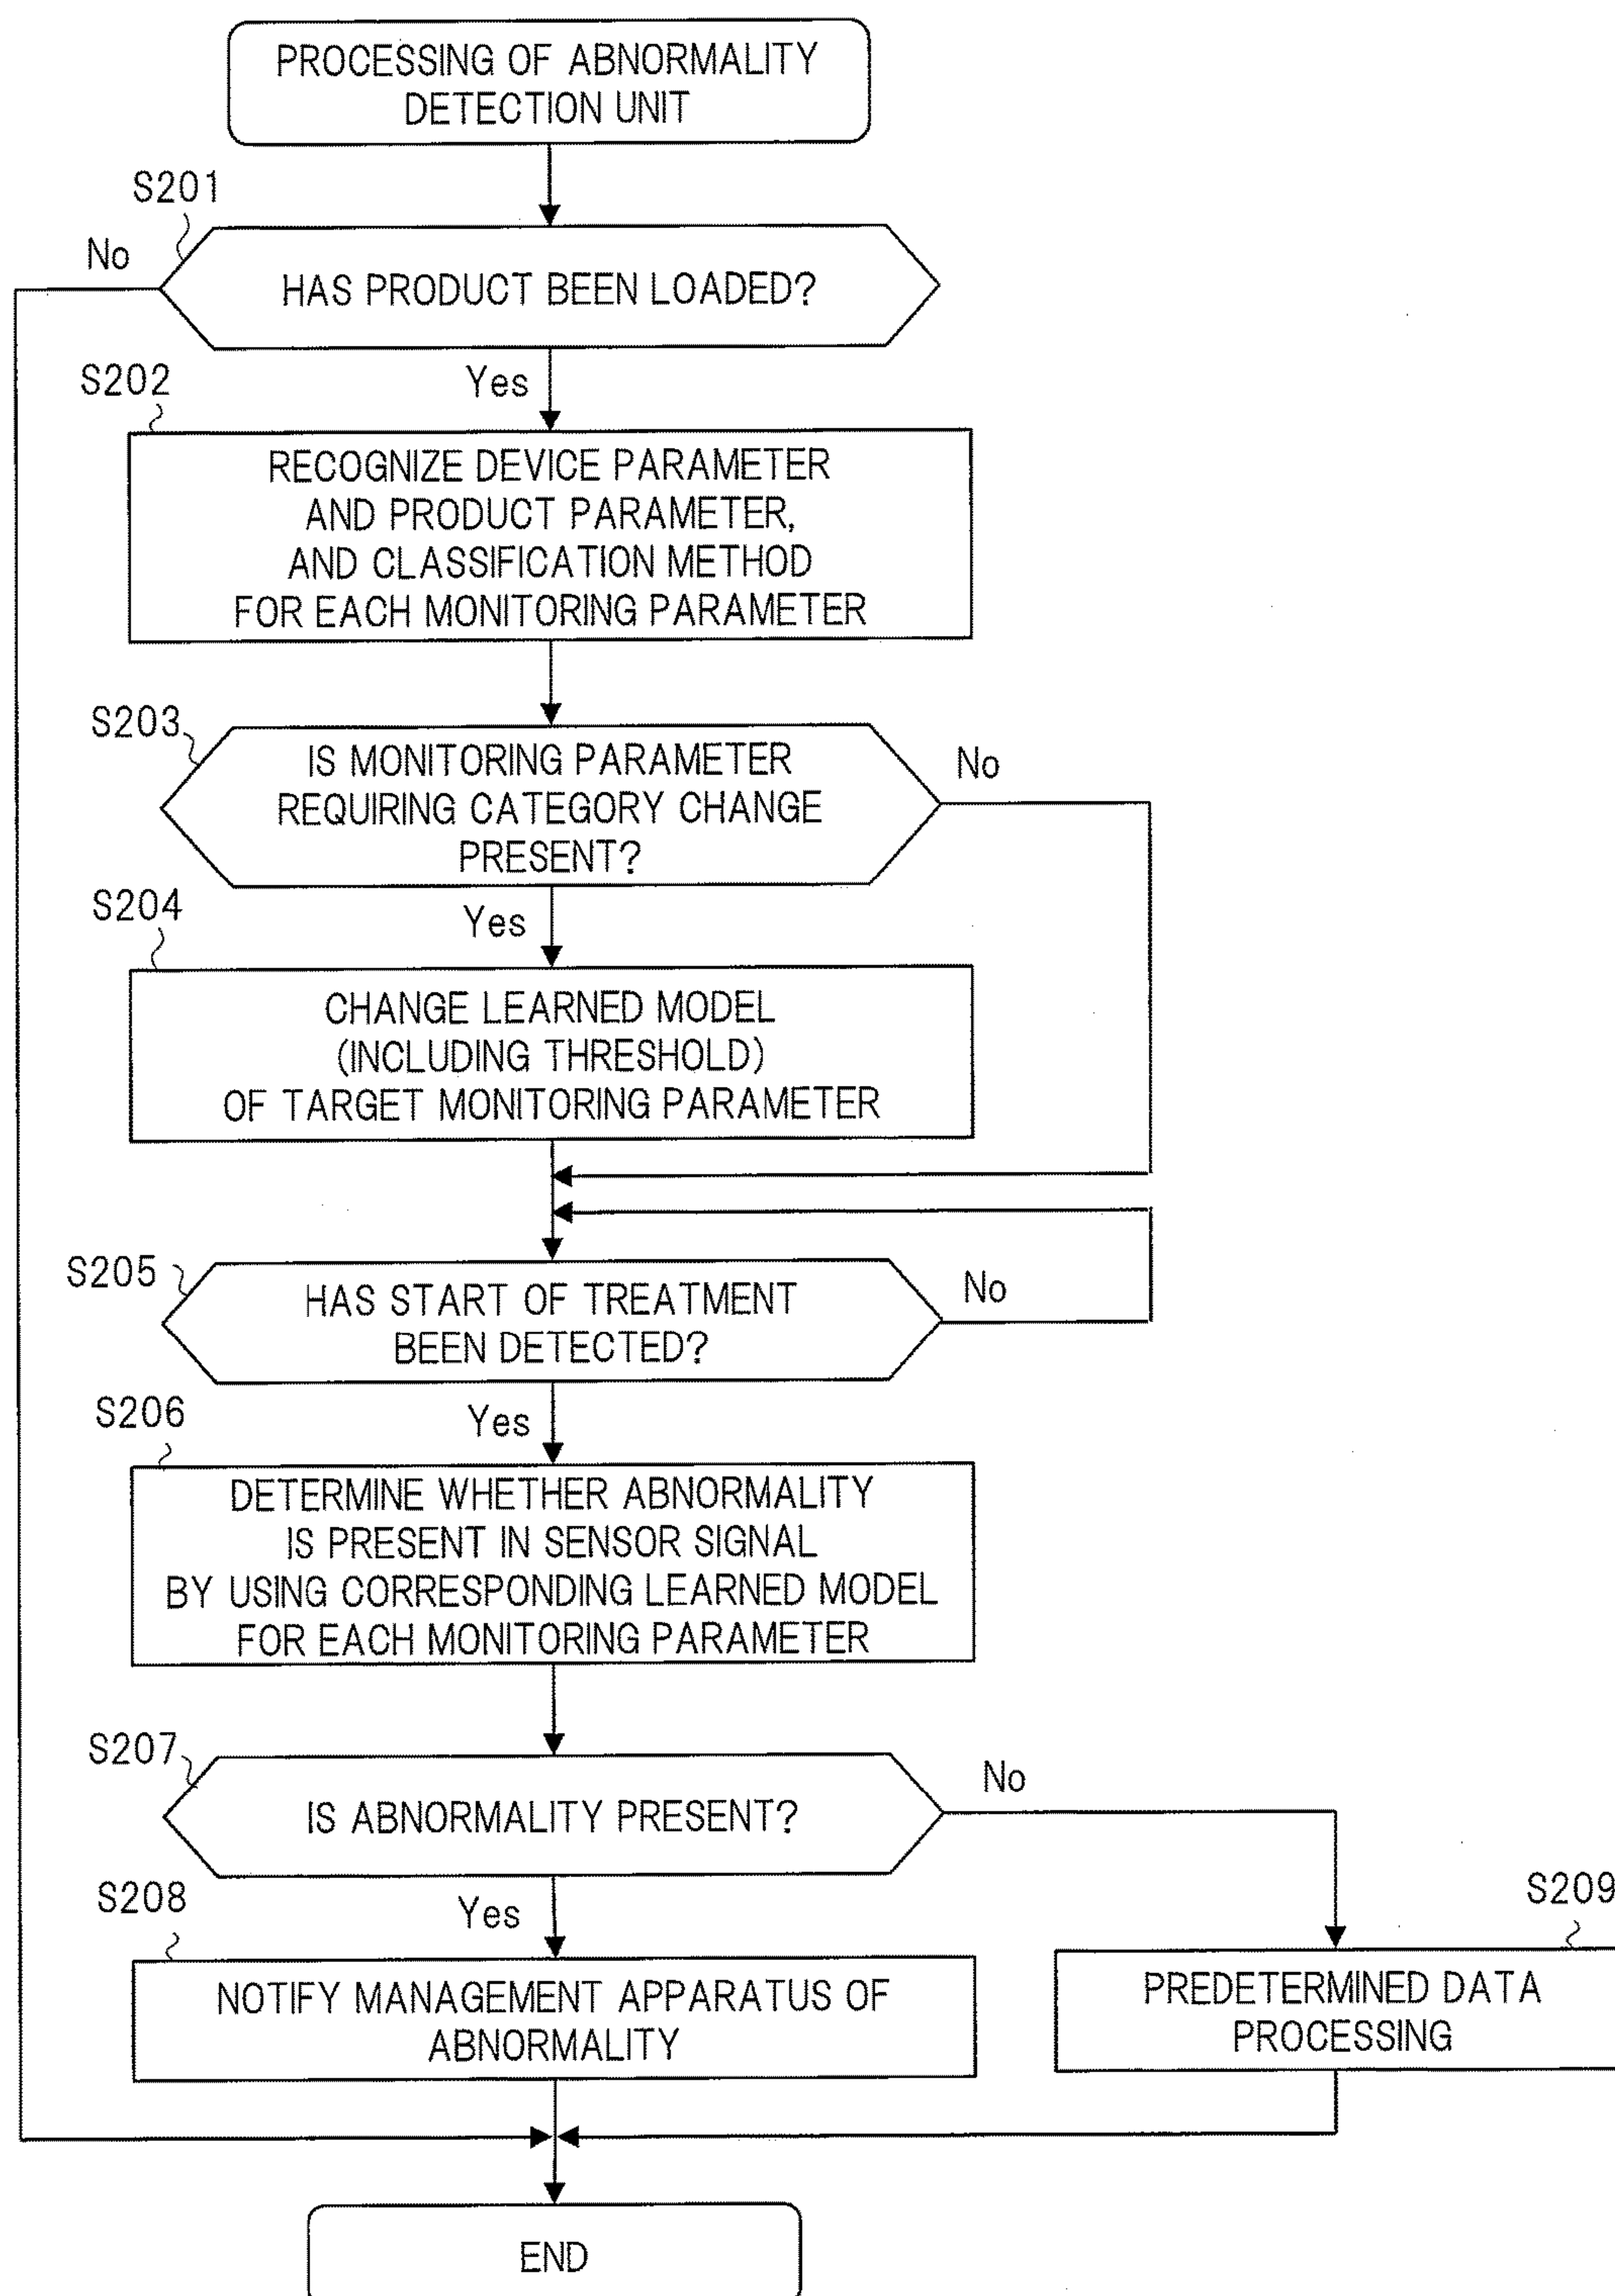 PROCESSING OF ABNORMALITY
DETECTION UNIT
S201
No
HAS PRODUCT BEEN LOADED?
Yes
S202
RECOGNIZE DEVICE PARAMETER
AND PRODUCT PARAMETER,
AND CLASSIFICATION METHOD
FOR EACH MONITORING PARAMETER
S203
IS MONITORING PARAMETER
REQUIRING CATEGORY CHANGE
PRESENT?
No
Yes
S204
CHANGE LEARNED MODEL
(INCLUDING THRESHOLD)
OF TARGET MONITORING PARAMETER
S205
HAS START OF TREATMENT
BEEN DETECTED?
No
Yes
S206
DETERMINE WHETHER ABNORMALITY
IS PRESENT IN SENSOR SIGNAL
BY USING CORRESPONDING LEARNED MODEL
FOR EACH MONITORING PARAMETER
S207
IS ABNORMALITY PRESENT?
No
Yes
S208
NOTIFY MANAGEMENT APPARATUS OF
ABNORMALITY
S209
PREDETERMINED DATA
PROCESSING
END